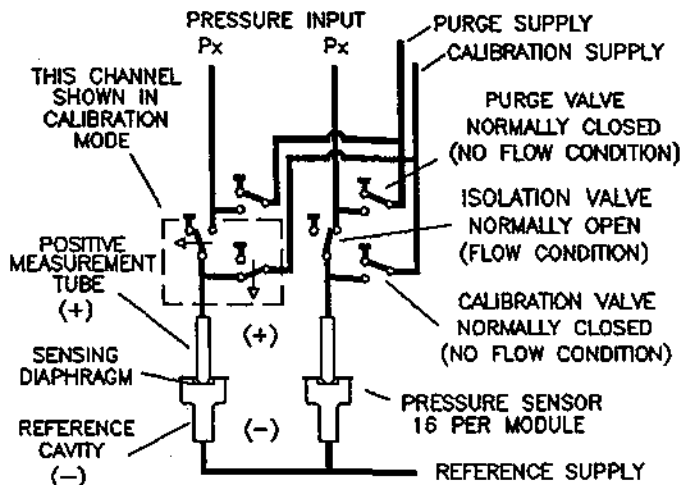 PRESSURE INPUT
Px
Px
PURGE SUPPLY
CALIBRATION SUPPLY
THIS CHANNEL
SHOWN IN
CALIBRATION
MODE
PURGE VALVE
NORMALLY CLOSED
(NO FLOW CONDITION)
ISOLATION VALVE
NORMALLY OPEN
(FLOW CONDITION)
POSITIVE
MEASUREMENT
TUBE
(+)
CALIBRATION VALVE
NORMALLY CLOSED
(NO FLOW CONDITION)
(+)
SENSING
DIAPHRAGM
PRESSURE SENSOR
16 PER MODULE
REFERENCE
CAVITY
(−)
(−)
REFERENCE SUPPLY